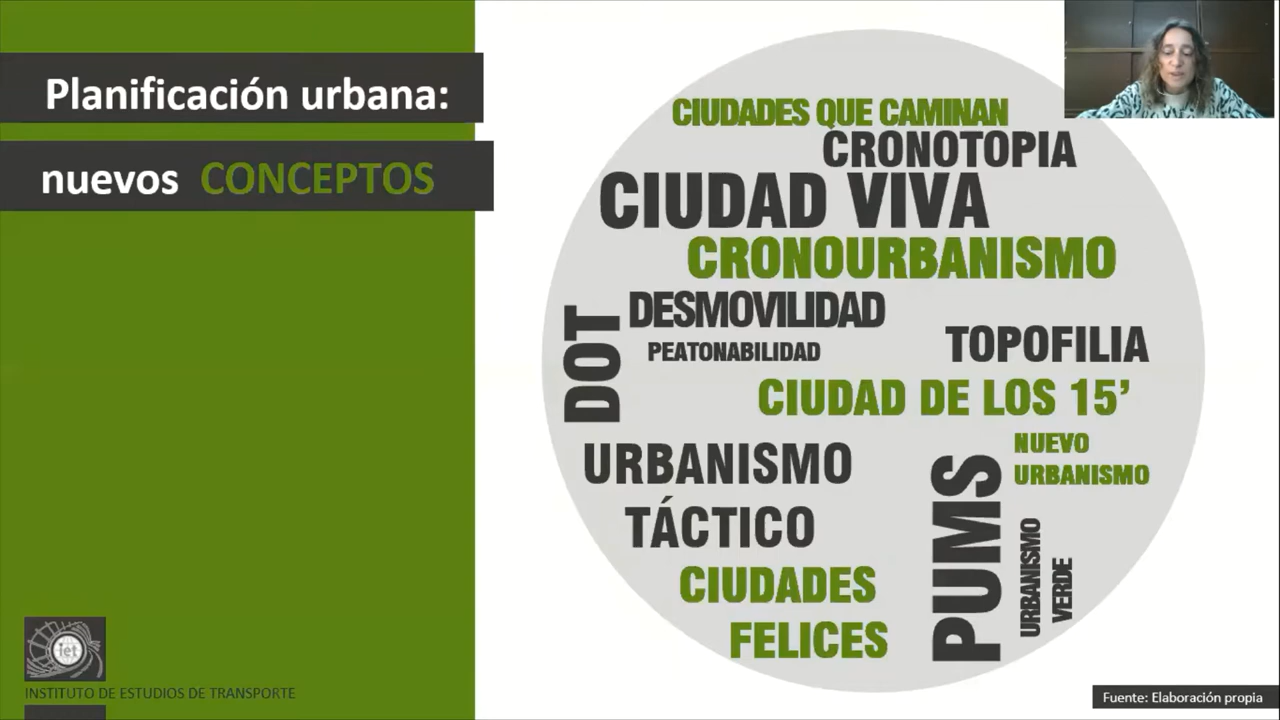 Planificación urbana:
nuevos CONCEPTOS
CIUDADES QUE CAMINAN
CRONOTOPIA
CIUDAD VIVA
CRONOURBANISMO
DOT
DESMOVILIDAD
PEATONABILIDAD
TOPOFILIA
CIUDAD DE LOS 15’
URBANISMO
TÁCTICO
CIUDADES
FELICES
PUMS
NUEVO
URBANISMO
URBANISMO
VERDE
iet
INSTITUTO DE ESTUDIOS DE TRANSPORTE
Fuente: Elaboración propia